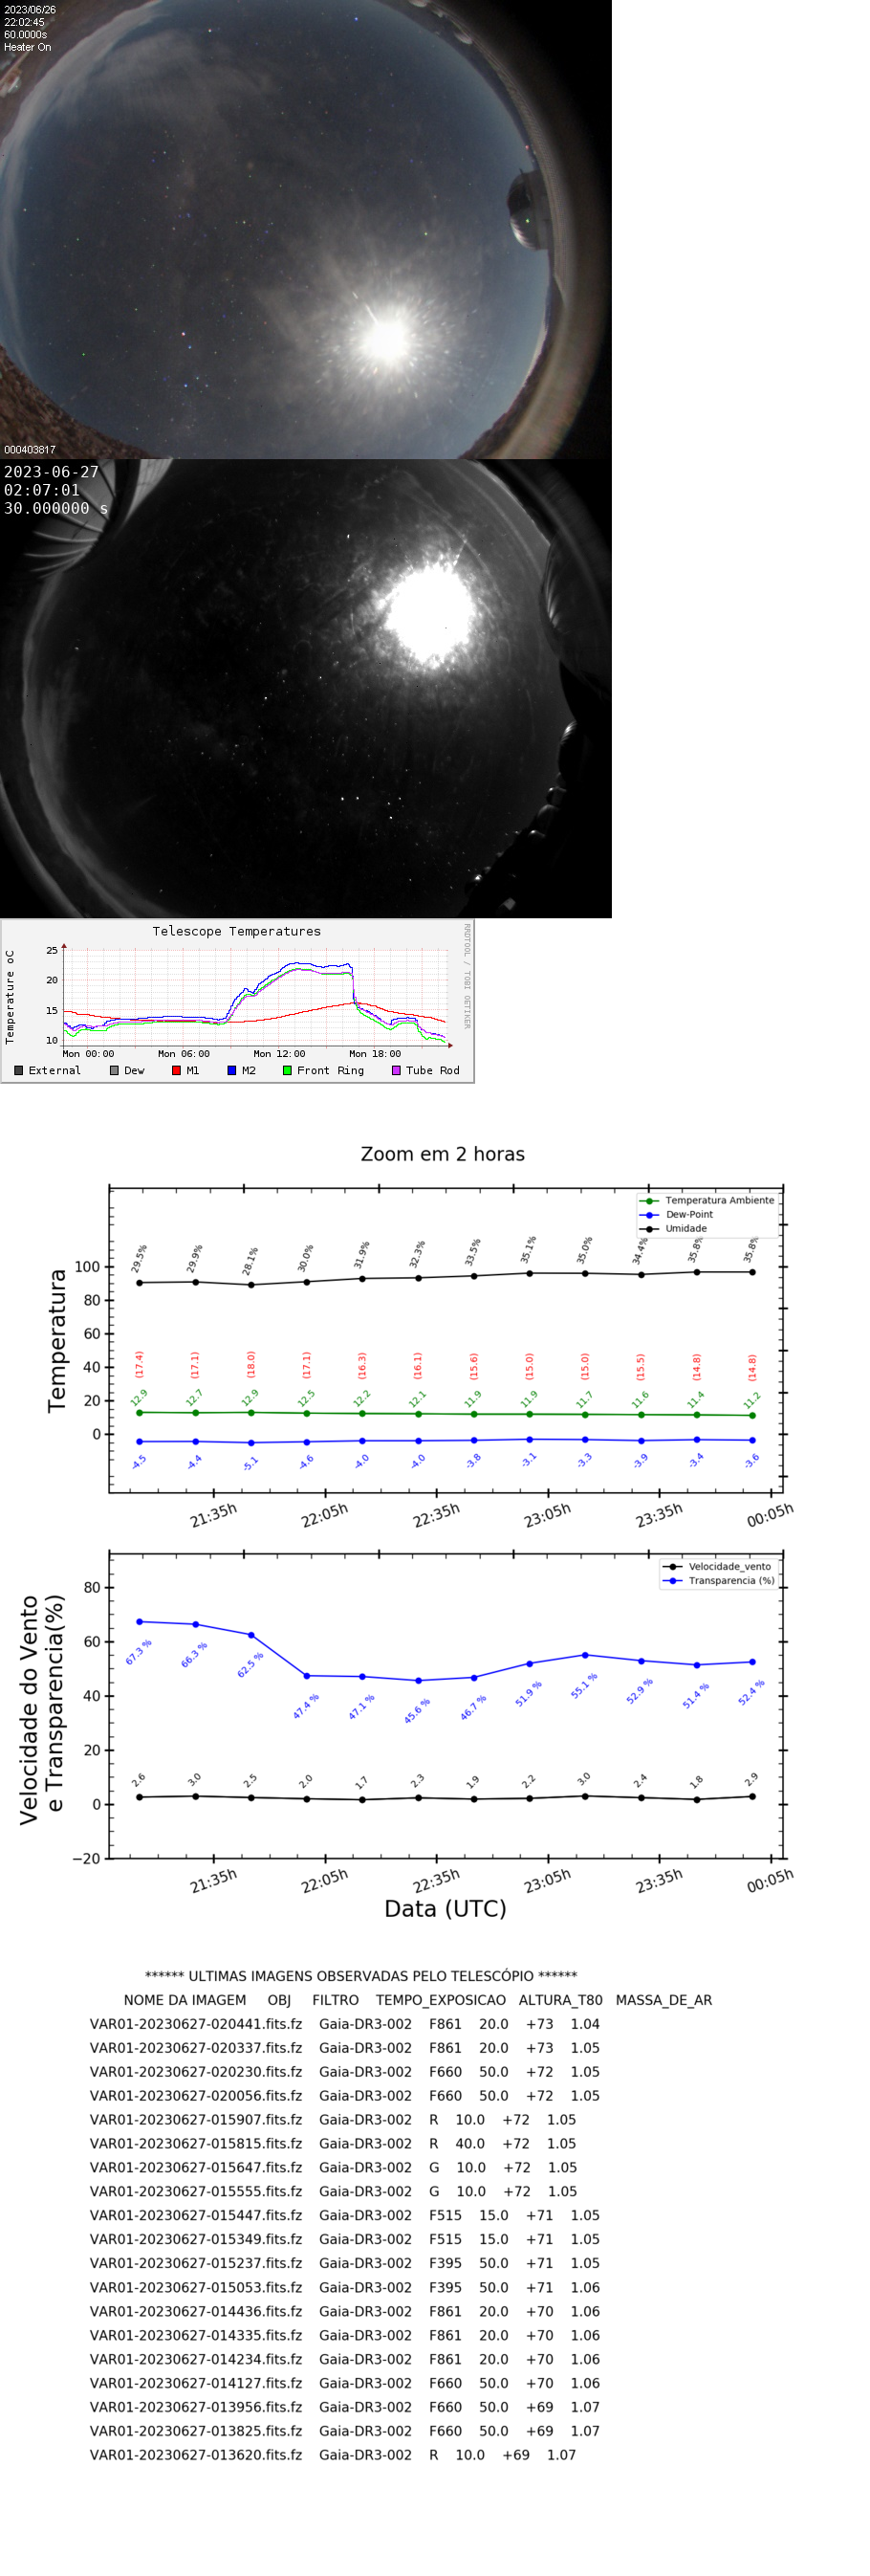 2023/06/26
22:02:45
60.0000s
Heater On
000403817
2023-06-27
02:07:01
30.000000 s
Telescope Temperatures
RRDTOOL / TOBI OETIKER
Temperature oC
25
20
15
10
Mon 00:00 Mon 06:00 Mon 12:00 Mon 18:00
External Dew M1 M2 Front Ring Tube Rod
Zoom em 2 horas
Temperatura Ambiente
Dew-Point
Umidade
Temperatura
100
80
60
40
20
0
29.5% 29.9% 28.1% 30.0% 31.9% 32.3% 33.5% 35.1% 35.0% 34.4% 35.8% 35.8%
(17.4) (17.1) (18.0) (17.1) (16.3) (16.1) (15.6) (15.0) (15.0) (15.5) (14.8) (14.8)
12.9 12.7 12.9 12.5 12.2 12.1 11.9 11.9 11.7 11.6 11.4 11.2
-4.5 -4.4 -5.1 -4.6 -4.0 -4.0 -3.8 -3.1 -3.3 -3.9 -3.4 -3.6
21:35h 22:05h 22:35h 23:05h 23:35h 00:05h
Velocidade_vento
Transparencia (%)
Velocidade do Vento
e Transparencia(%)
80
60
40
20
0
−20
67.3 % 66.3 % 62.5 % 47.4 % 47.1 % 45.6 % 46.7 % 51.9 % 55.1 % 52.9 % 51.4 % 52.4 %
2.6 3.0 2.5 2.0 1.7 2.3 1.9 2.2 3.0 2.4 1.8 2.9
21:35h 22:05h 22:35h 23:05h 23:35h 00:05h
Data (UTC)
****** ULTIMAS IMAGENS OBSERVADAS PELO TELESCÓPIO ******
NOME DA IMAGEM OBJ FILTRO TEMPO_EXPOSICAO ALTURA_T80 MASSA_DE_AR
VAR01-20230627-020441.fits.fz Gaia-DR3-002 F861 20.0 +73 1.04
VAR01-20230627-020337.fits.fz Gaia-DR3-002 F861 20.0 +73 1.05
VAR01-20230627-020230.fits.fz Gaia-DR3-002 F660 50.0 +72 1.05
VAR01-20230627-020056.fits.fz Gaia-DR3-002 F660 50.0 +72 1.05
VAR01-20230627-015907.fits.fz Gaia-DR3-002 R 10.0 +72 1.05
VAR01-20230627-015815.fits.fz Gaia-DR3-002 R 40.0 +72 1.05
VAR01-20230627-015647.fits.fz Gaia-DR3-002 G 10.0 +72 1.05
VAR01-20230627-015555.fits.fz Gaia-DR3-002 G 10.0 +72 1.05
VAR01-20230627-015447.fits.fz Gaia-DR3-002 F515 15.0 +71 1.05
VAR01-20230627-015349.fits.fz Gaia-DR3-002 F515 15.0 +71 1.05
VAR01-20230627-015237.fits.fz Gaia-DR3-002 F395 50.0 +71 1.05
VAR01-20230627-015053.fits.fz Gaia-DR3-002 F395 50.0 +71 1.06
VAR01-20230627-014436.fits.fz Gaia-DR3-002 F861 20.0 +70 1.06
VAR01-20230627-014335.fits.fz Gaia-DR3-002 F861 20.0 +70 1.06
VAR01-20230627-014234.fits.fz Gaia-DR3-002 F861 20.0 +70 1.06
VAR01-20230627-014127.fits.fz Gaia-DR3-002 F660 50.0 +70 1.06
VAR01-20230627-013956.fits.fz Gaia-DR3-002 F660 50.0 +69 1.07
VAR01-20230627-013825.fits.fz Gaia-DR3-002 F660 50.0 +69 1.07
VAR01-20230627-013620.fits.fz Gaia-DR3-002 R 10.0 +69 1.07